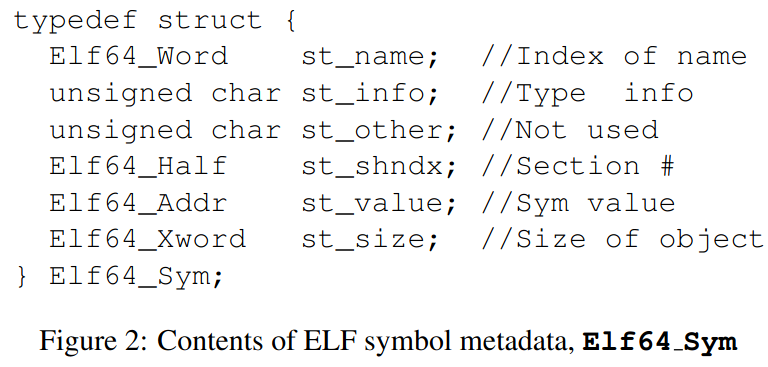 typedef struct {
  Elf64_Word    st_name;  //Index of name
  unsigned char st_info;  //Type  info
  unsigned char st_other; //Not used
  Elf64_Half    st_shndx; //Section #
  Elf64_Addr    st_value; //Sym value
  Elf64_Xword   st_size;  //Size of object
} Elf64_Sym;
Figure 2: Contents of ELF symbol metadata, Elf64_Sym